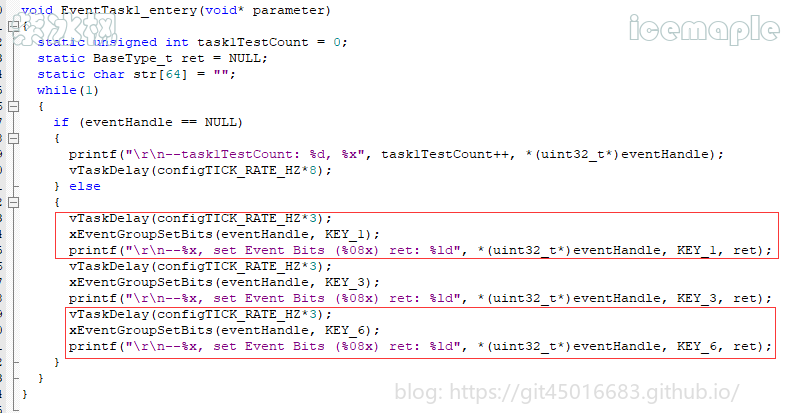 void EventTask1_entery(void* parameter)
{
static unsigned int task1TestCount = 0;
static BaseType_t ret = NULL;
static char str[64] = "";
while(1)
{
if (eventHandle == NULL)
{
printf("\r\n--task1TestCount: %d, %x", task1TestCount++, *(uint32_t*)eventHandle);
vTaskDelay(configTICK_RATE_HZ*8);
} else
{
vTaskDelay(configTICK_RATE_HZ*3);
xEventGroupSetBits(eventHandle, KEY_1);
printf("\r\n--%x, set Event Bits (%08x) ret: %ld", *(uint32_t*)eventHandle, KEY_1, ret);
vTaskDelay(configTICK_RATE_HZ*3);
xEventGroupSetBits(eventHandle, KEY_3);
printf("\r\n--%x, set Event Bits (%08x) ret: %ld", *(uint32_t*)eventHandle, KEY_3, ret);
vTaskDelay(configTICK_RATE_HZ*3);
xEventGroupSetBits(eventHandle, KEY_6);
printf("\r\n--%x, set Event Bits (%08x) ret: %ld", *(uint32_t*)eventHandle, KEY_6, ret);
}
}
}
icemaple
blog: https://git45016683.github.io/